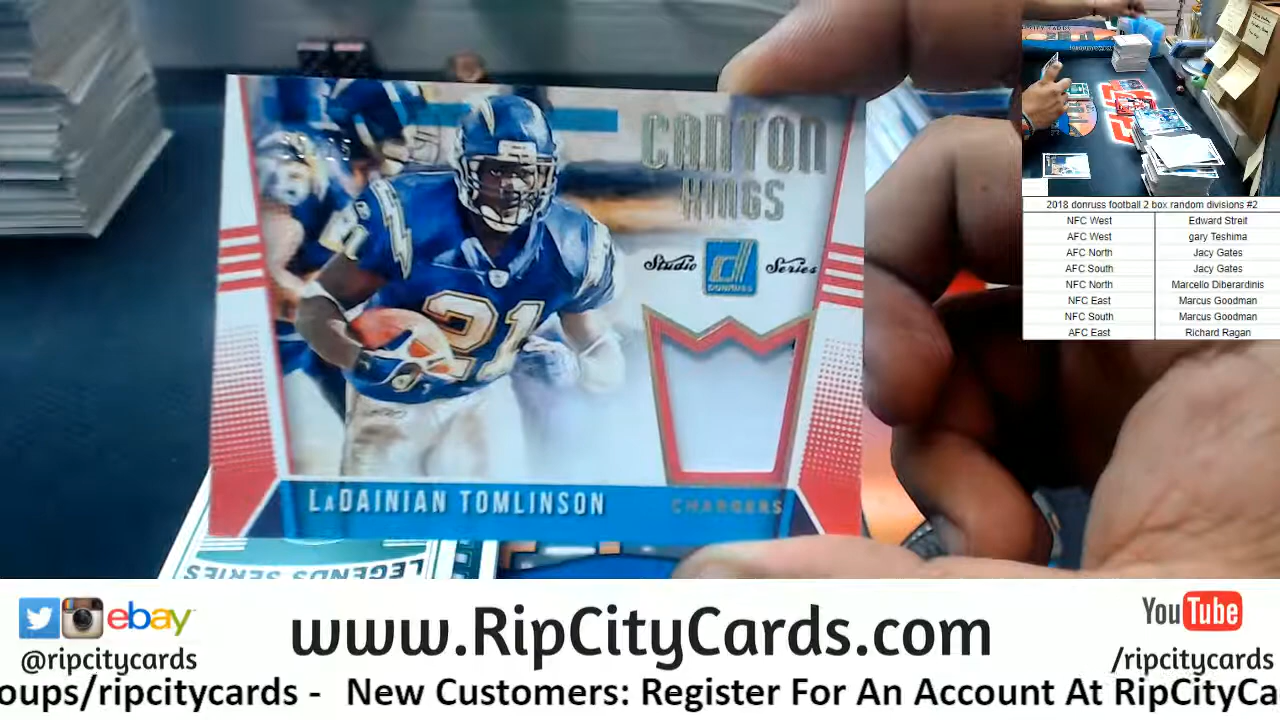 CANTON
KINGS
Studio d Series
DONRUSS
21
21
LaDAINIAN TOMLINSON
CHARGERS
LEGENDS SERIES
2018 donruss football 2 box random divisions #2
NFC West Edward Streit
AFC West gary Teshima
AFC North Jacy Gates
AFC South Jacy Gates
NFC North Marcello Diberardinis
NFC East Marcus Goodman
NFC South Marcus Goodman
AFC East Richard Ragan
ebay
@ripcitycards
www.RipCityCards.com
YouTube
/ripcitycards
oups/ripcitycards - New Customers: Register For An Account At RipCityCa